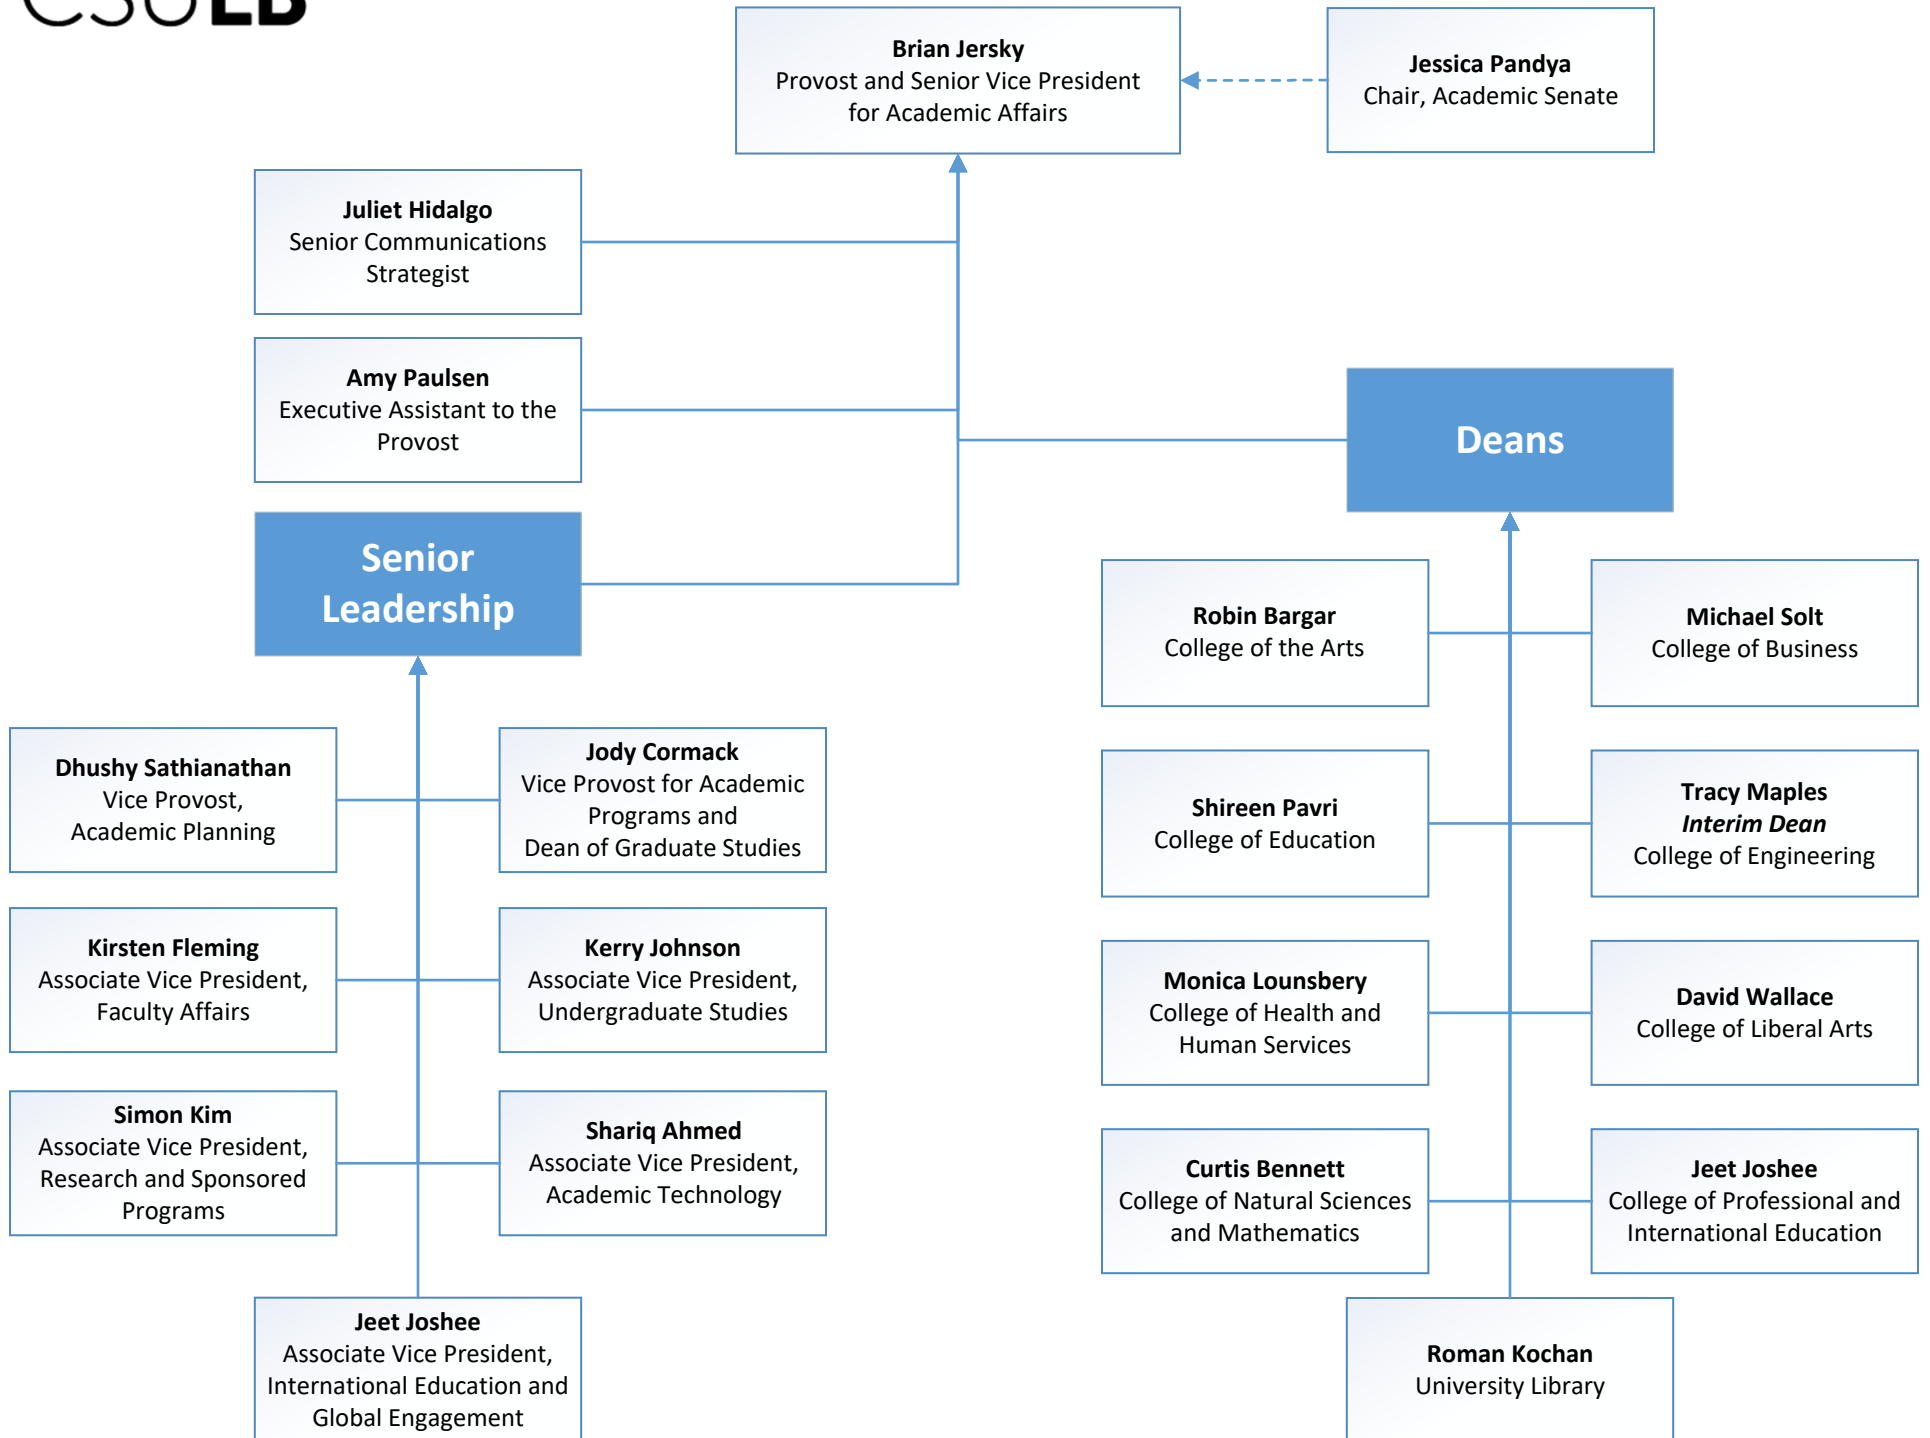 CSULB
Brian Jersky
Provost and Senior Vice President
for Academic Affairs
Jessica Pandya
Chair, Academic Senate
Juliet Hidalgo
Senior Communications
Strategist
Amy Paulsen
Executive Assistant to the
Provost
Senior
Leadership
Dhushy Sathianathan
Vice Provost,
Academic Planning
Jody Cormack
Vice Provost for Academic
Programs and
Dean of Graduate Studies
Kirsten Fleming
Associate Vice President,
Faculty Affairs
Kerry Johnson
Associate Vice President,
Undergraduate Studies
Simon Kim
Associate Vice President,
Research and Sponsored
Programs
Shariq Ahmed
Associate Vice President,
Academic Technology
Jeet Joshee
Associate Vice President,
International Education and
Global Engagement
Deans
Robin Bargar
College of the Arts
Michael Solt
College of Business
Shireen Pavri
College of Education
Tracy Maples
Interim Dean
College of Engineering
Monica Lounsbery
College of Health and
Human Services
David Wallace
College of Liberal Arts
Curtis Bennett
College of Natural Sciences
and Mathematics
Jeet Joshee
College of Professional and
International Education
Roman Kochan
University Library